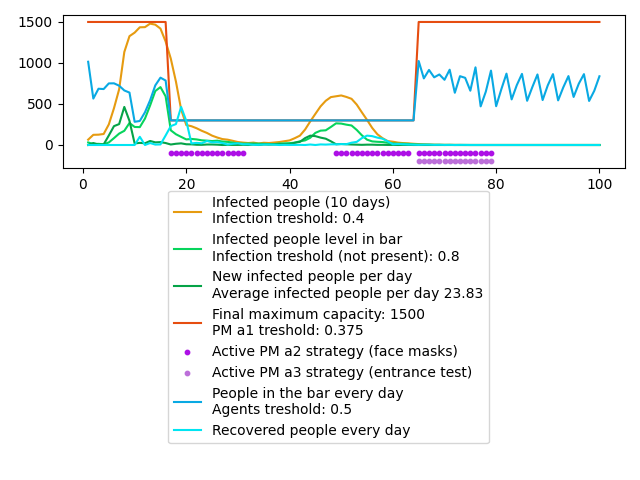 1500
1000
500
0
0 20 40 60 80 100
Infected people (10 days)
Infection treshold: 0.4
Infected people level in bar
Infection treshold (not present): 0.8
New infected people per day
Average infected people per day 23.83
Final maximum capacity: 1500
PM a1 treshold: 0.375
Active PM a2 strategy (face masks)
Active PM a3 strategy (entrance test)
People in the bar every day
Agents treshold: 0.5
Recovered people every day